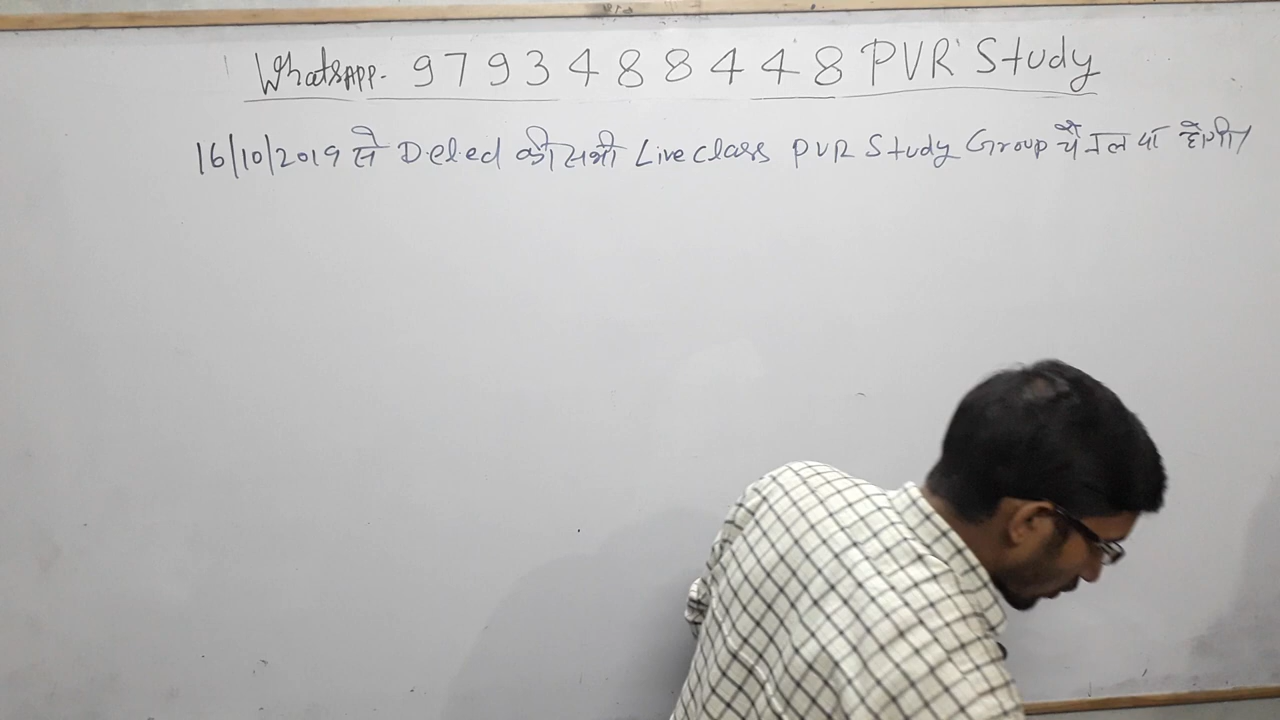 WhatsAPP- 9793488448 PVR Study
16/10/2019 से D.el.ed की सभी Live class PVR Study Group चैनल पर होगी।